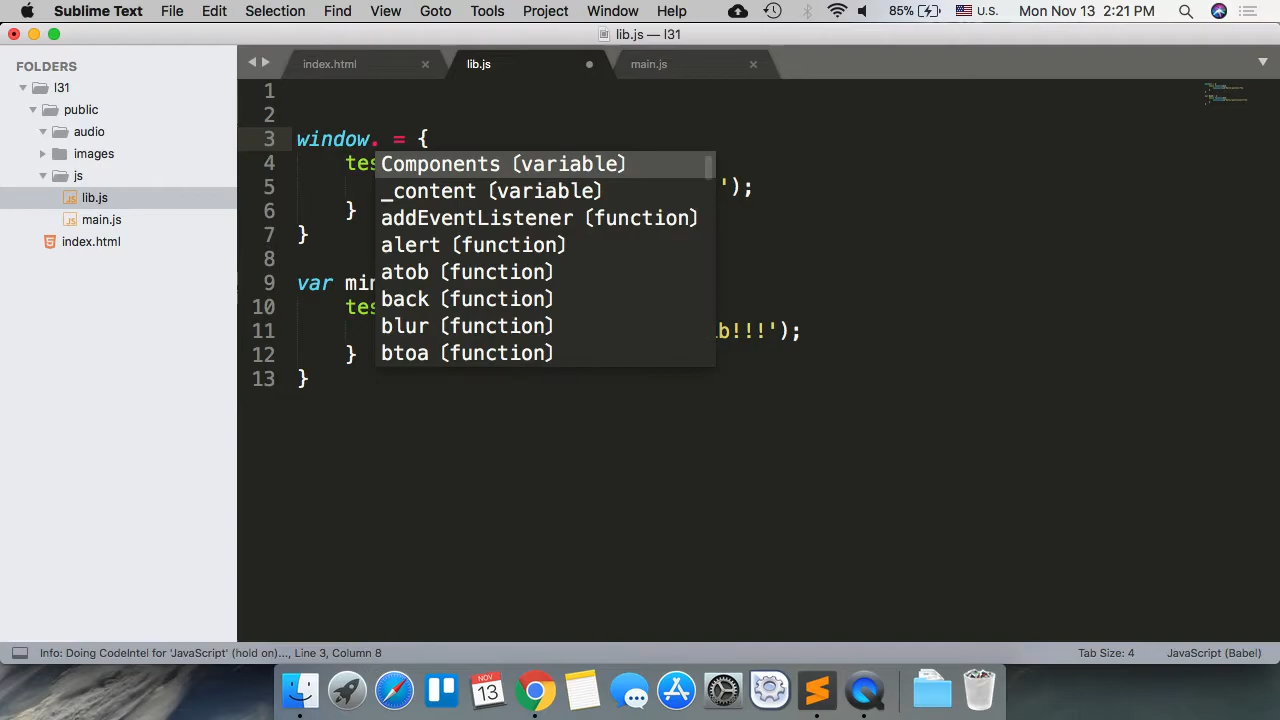 Sublime Text File Edit Selection Find View Goto Tools Project Window Help 85% U.S. Mon Nov 13 2:21 PM
lib.js — l31
FOLDERS
l31
public
audio
images
js
lib.js
main.js
index.html
index.html × lib.js main.js ×
1
2
3 window. = {
4 tes
5 ');
6 }
7 }
8
9 var min
10 tes
11 b!!!');
12 }
13 }
Components (variable)
_content (variable)
addEventListener (function)
alert (function)
atob (function)
back (function)
blur (function)
btoa (function)
Info: Doing CodeIntel for 'JavaScript' (hold on)..., Line 3, Column 8 Tab Size: 4 JavaScript (Babel)
NOV
13